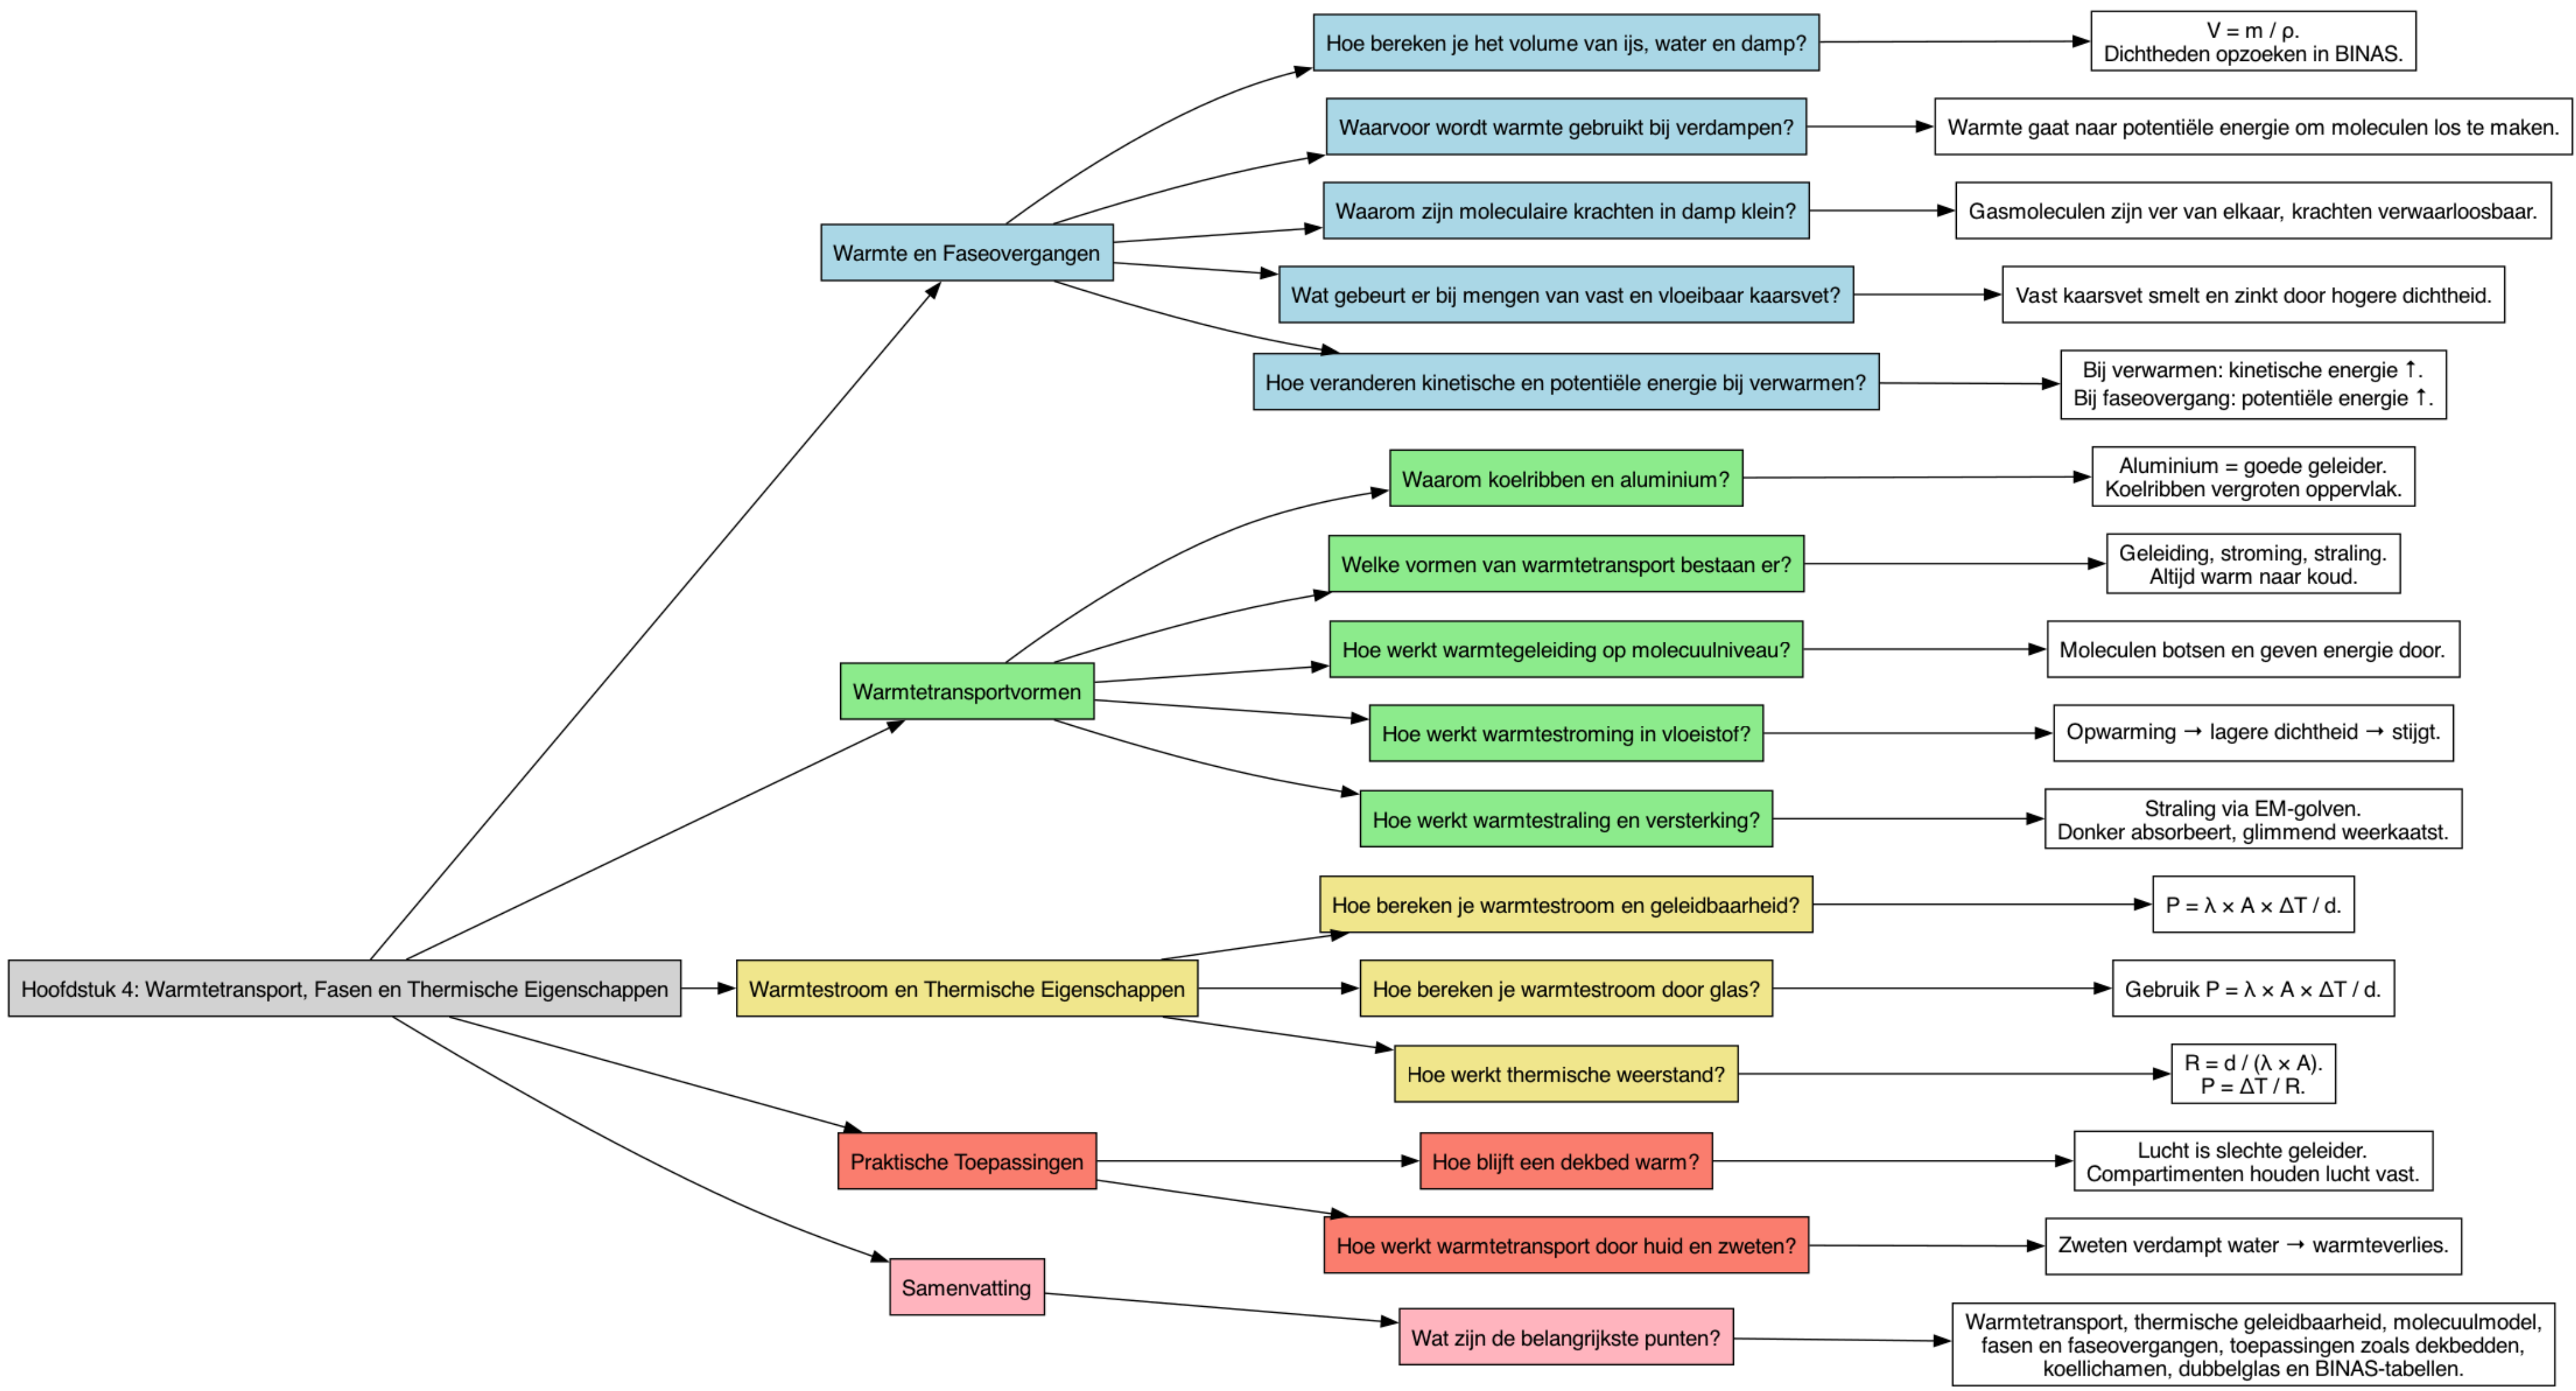 Hoe bereken je het volume van ijs, water en damp?
V = m / ρ.
Dichtheden opzoeken in BINAS.
Waarvoor wordt warmte gebruikt bij verdampen?
Warmte gaat naar potentiële energie om moleculen los te maken.
Waarom zijn moleculaire krachten in damp klein?
Gasmoleculen zijn ver van elkaar, krachten verwaarloosbaar.
Warmte en Faseovergangen
Wat gebeurt er bij mengen van vast en vloeibaar kaarsvet?
Vast kaarsvet smelt en zinkt door hogere dichtheid.
Hoe veranderen kinetische en potentiële energie bij verwarmen?
Bij verwarmen: kinetische energie ↑.
Bij faseovergang: potentiële energie ↑.
Waarom koelribben en aluminium?
Aluminium = goede geleider.
Koelribben vergroten oppervlak.
Welke vormen van warmtetransport bestaan er?
Geleiding, stroming, straling.
Altijd warm naar koud.
Hoe werkt warmtegeleiding op molecuulniveau?
Moleculen botsen en geven energie door.
Warmtetransportvormen
Hoe werkt warmtestroming in vloeistof?
Opwarming → lagere dichtheid → stijgt.
Hoe werkt warmtestraling en versterking?
Straling via EM-golven.
Donker absorbeert, glimmend weerkaatst.
Hoe bereken je warmtestroom en geleidbaarheid?
P = λ × A × ΔT / d.
Hoofdstuk 4: Warmtetransport, Fasen en Thermische Eigenschappen
Warmtestroom en Thermische Eigenschappen
Hoe bereken je warmtestroom door glas?
Gebruik P = λ × A × ΔT / d.
Hoe werkt thermische weerstand?
R = d / (λ × A).
P = ΔT / R.
Praktische Toepassingen
Hoe blijft een dekbed warm?
Lucht is slechte geleider.
Compartimenten houden lucht vast.
Hoe werkt warmtetransport door huid en zweten?
Zweten verdampt water → warmteverlies.
Samenvatting
Wat zijn de belangrijkste punten?
Warmtetransport, thermische geleidbaarheid, molecuulmodel,
fasen en faseovergangen, toepassingen zoals dekbedden,
koellichamen, dubbelglas en BINAS-tabellen.